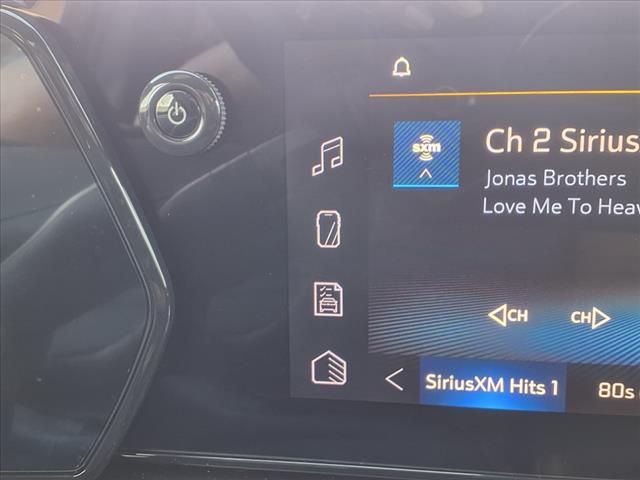 sxm
Ch 2 Sirius
Jonas Brothers
Love Me To Heav
CH CH
SiriusXM Hits 1 80s